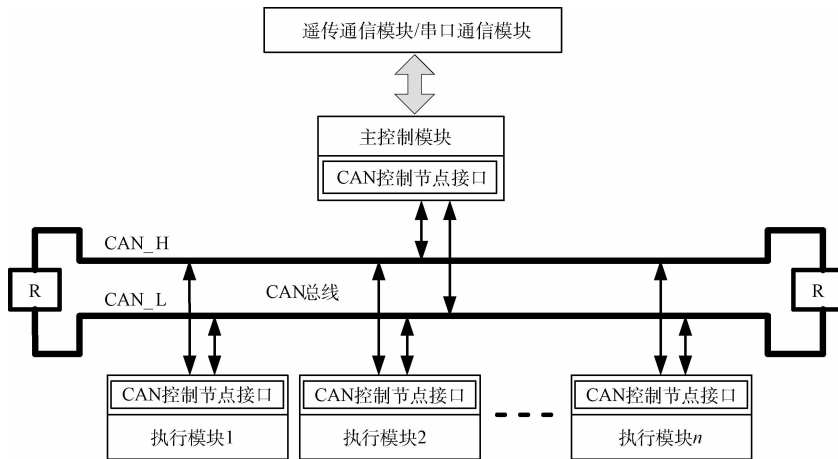 遥传通信模块/串口通信模块
主控制模块
CAN控制节点接口
CAN_H
R
CAN_L
CAN总线
R
CAN控制节点接口
CAN控制节点接口
CAN控制节点接口
执行模块1
执行模块2
执行模块n